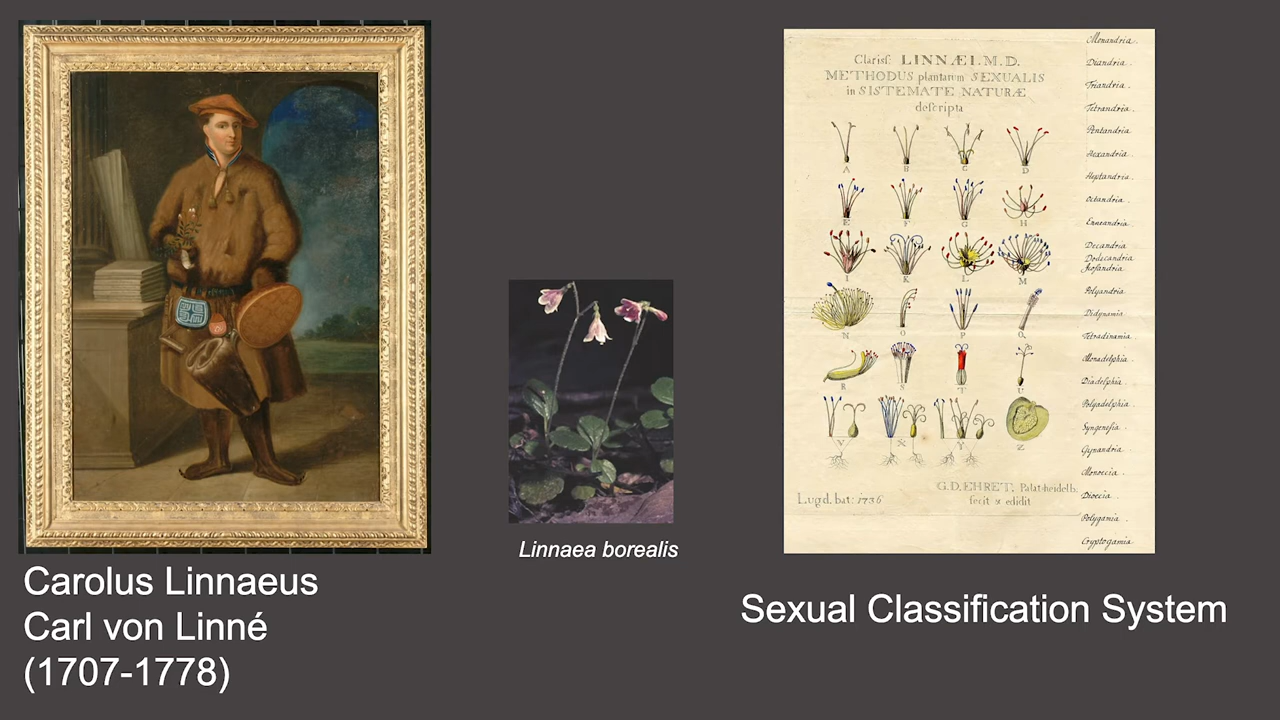 Carolus Linnaeus
Carl von Linné
(1707-1778)
Linnaea borealis
Clarisſ: LINNÆI. M. D.
METHODUS plantarum SEXUALIS
in SISTEMATE NATURÆ
deſcripta
A B C D
E F G H
I K L M
N O P Q
R S T U
V X Y Z
Lugd. bat: 1736
G.D. EHRET. Palat-heidelb.
fecit & edidit
Monandria.
Diandria.
Triandria.
Tetrandria.
Pentandria.
Hexandria.
Heptandria.
Octandria.
Enneandria.
Decandria
Dodecandria
Icosandria.
Polyandria.
Didynamia.
Tetradinamia.
Monadelphia.
Diadelphia.
Polyadelphia.
Syngenesia.
Gynandria.
Monoecia.
Dioecia.
Polygamia.
Cryptogamia.
Sexual Classification System